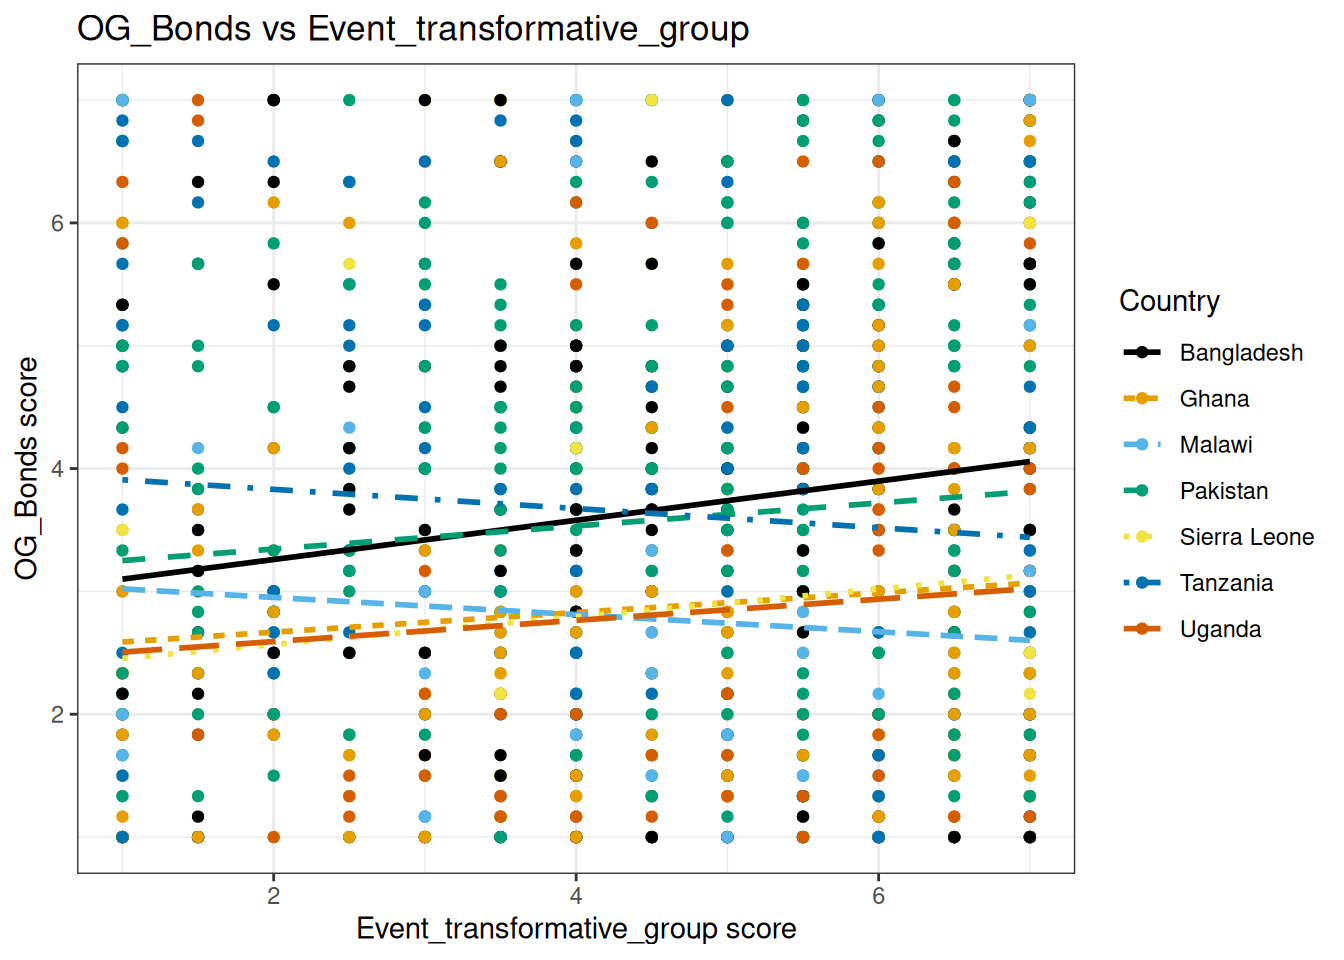 OG_Bonds vs Event_transformative_group
6
4
2
OG_Bonds score
2 4 6
Event_transformative_group score
Country
Bangladesh
Ghana
Malawi
Pakistan
Sierra Leone
Tanzania
Uganda